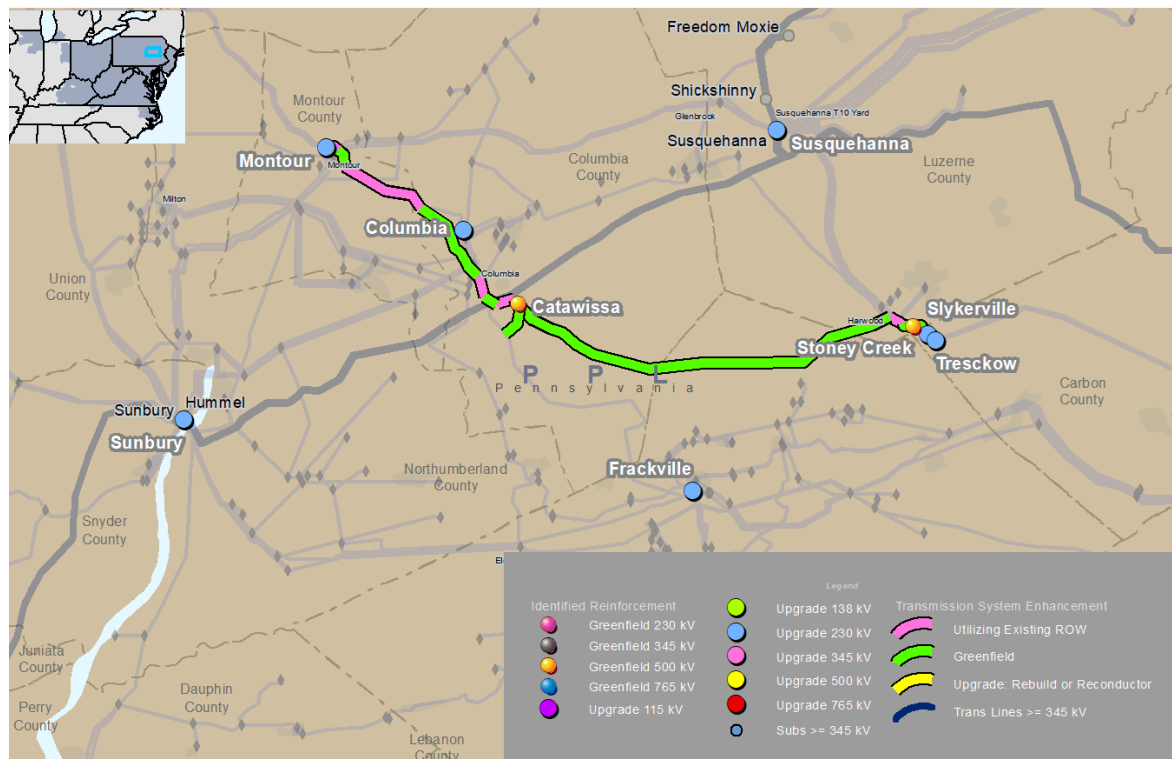 Freedom Moxie
Shickshinny
Glenbrook
Susquehanna T10 Yard
Susquehanna
Susquehanna
Montour
County
Montour
Montour
Columbia
County
Luzerne
County
Milton
Columbia
Union
County
Columbia
Catawissa
Slykerville
Harwood
Stoney Creek
Tresckow
P P L
Pennsylvania
Carbon
County
Sunbury
Hummel
Sunbury
Northumberland
County
Frackville
Snyder
County
Juniata
County
Perry
County
Dauphin
County
Lebanon
County
Legend
Identified Reinforcement
Greenfield 230 kV
Greenfield 345 kV
Greenfield 500 kV
Greenfield 765 kV
Upgrade 115 kV
Upgrade 138 kV
Upgrade 230 kV
Upgrade 345 kV
Upgrade 500 kV
Upgrade 765 kV
Subs >= 345 kV
Transmission System Enhancement
Utilizing Existing ROW
Greenfield
Upgrade: Rebuild or Reconductor
Trans Lines >= 345 kV